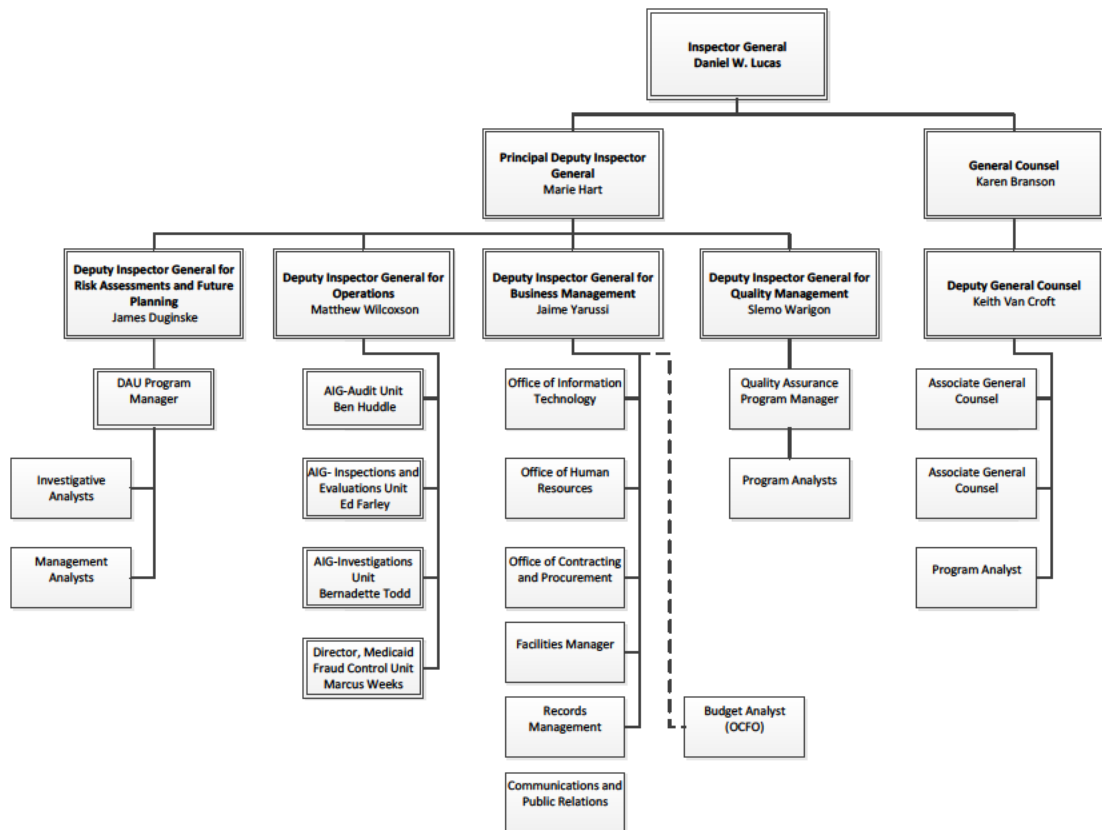 Inspector General
Daniel W. Lucas
Principal Deputy Inspector
General
Marie Hart
General Counsel
Karen Branson
Deputy Inspector General for
Risk Assessments and Future
Planning
James Duginske
Deputy Inspector General for
Operations
Matthew Wilcoxson
Deputy Inspector General for
Business Management
Jaime Yarussi
Deputy Inspector General for
Quality Management
Slemo Warigon
Deputy General Counsel
Keith Van Croft
DAU Program
Manager
Investigative
Analysts
Management
Analysts
AIG-Audit Unit
Ben Huddle
AIG- Inspections and
Evaluations Unit
Ed Farley
AIG-Investigations
Unit
Bernadette Todd
Director, Medicaid
Fraud Control Unit
Marcus Weeks
Office of Information
Technology
Office of Human
Resources
Office of Contracting
and Procurement
Facilities Manager
Records
Management
Communications and
Public Relations
Budget Analyst
(OCFO)
Quality Assurance
Program Manager
Program Analysts
Associate General
Counsel
Associate General
Counsel
Program Analyst